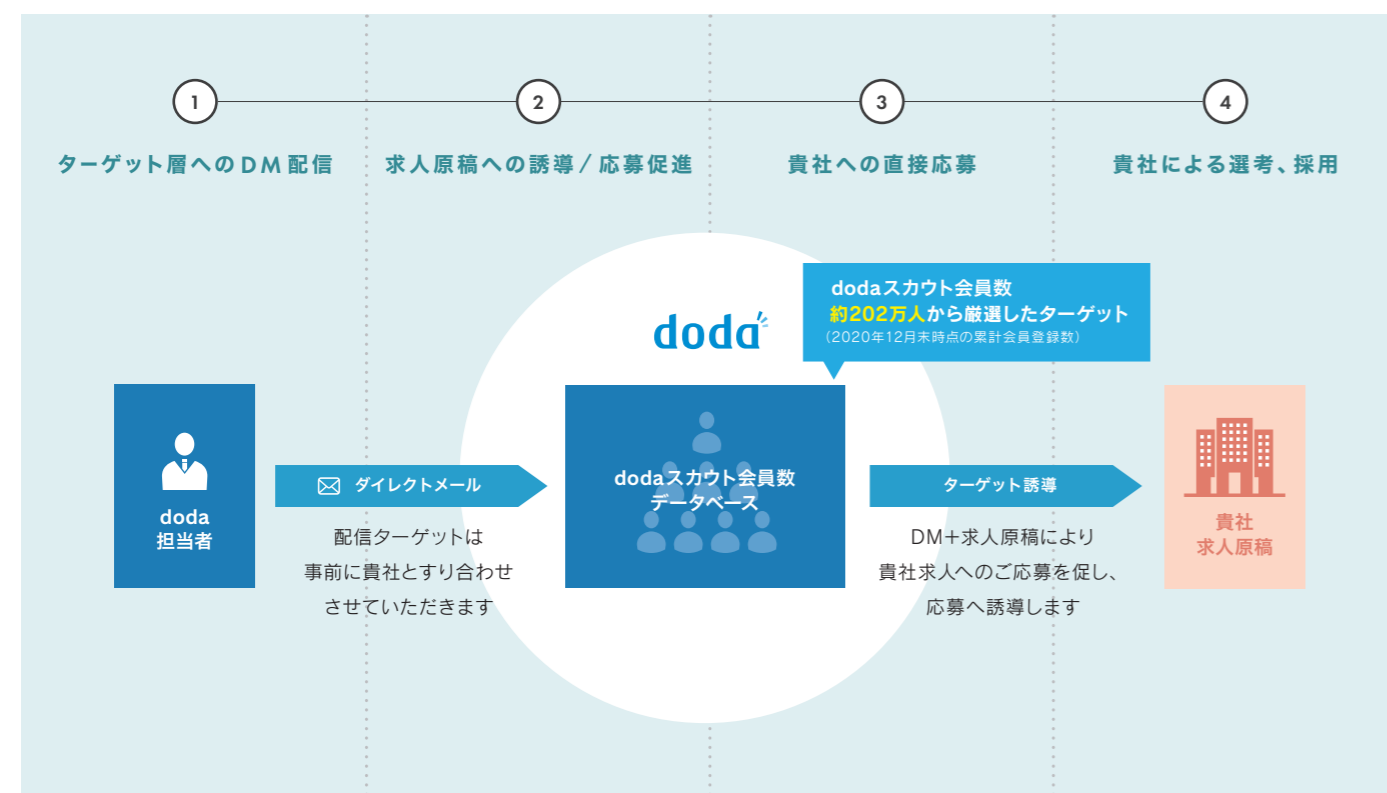 1
2
3
4
ターゲット層へのDM配信
求人原稿への誘導/応募促進
貴社への直接応募
貴社による選考、採用
doda
dodaスカウト会員数
約202万人から厳選したターゲット
(2020年12月末時点の累計会員登録数)
doda
担当者
ダイレクトメール
配信ターゲットは
事前に貴社とすり合わせ
させていただきます
dodaスカウト会員数
データベース
ターゲット誘導
DM+求人原稿により
貴社求人へのご応募を促し、
応募へ誘導します
貴社
求人原稿